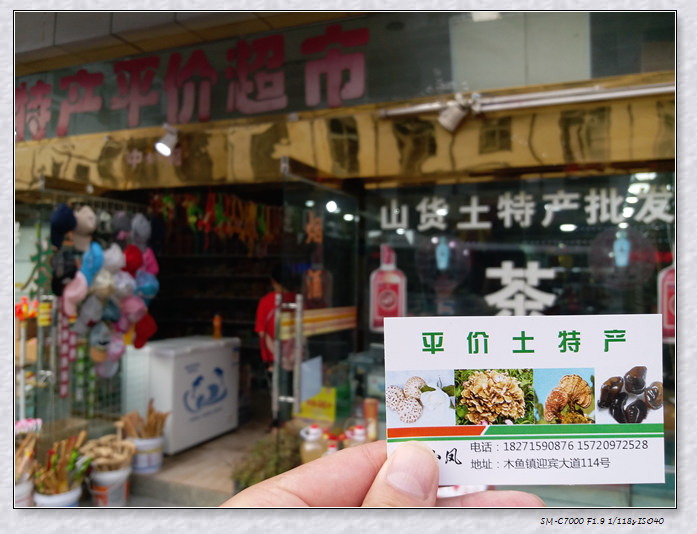 特产平价超市
山货土特产批发
茶
平价土特产
凤
电话：18271590876 15720972528
地址：木鱼镇迎宾大道114号
SM-C7000 F1.9 1/118s ISO40